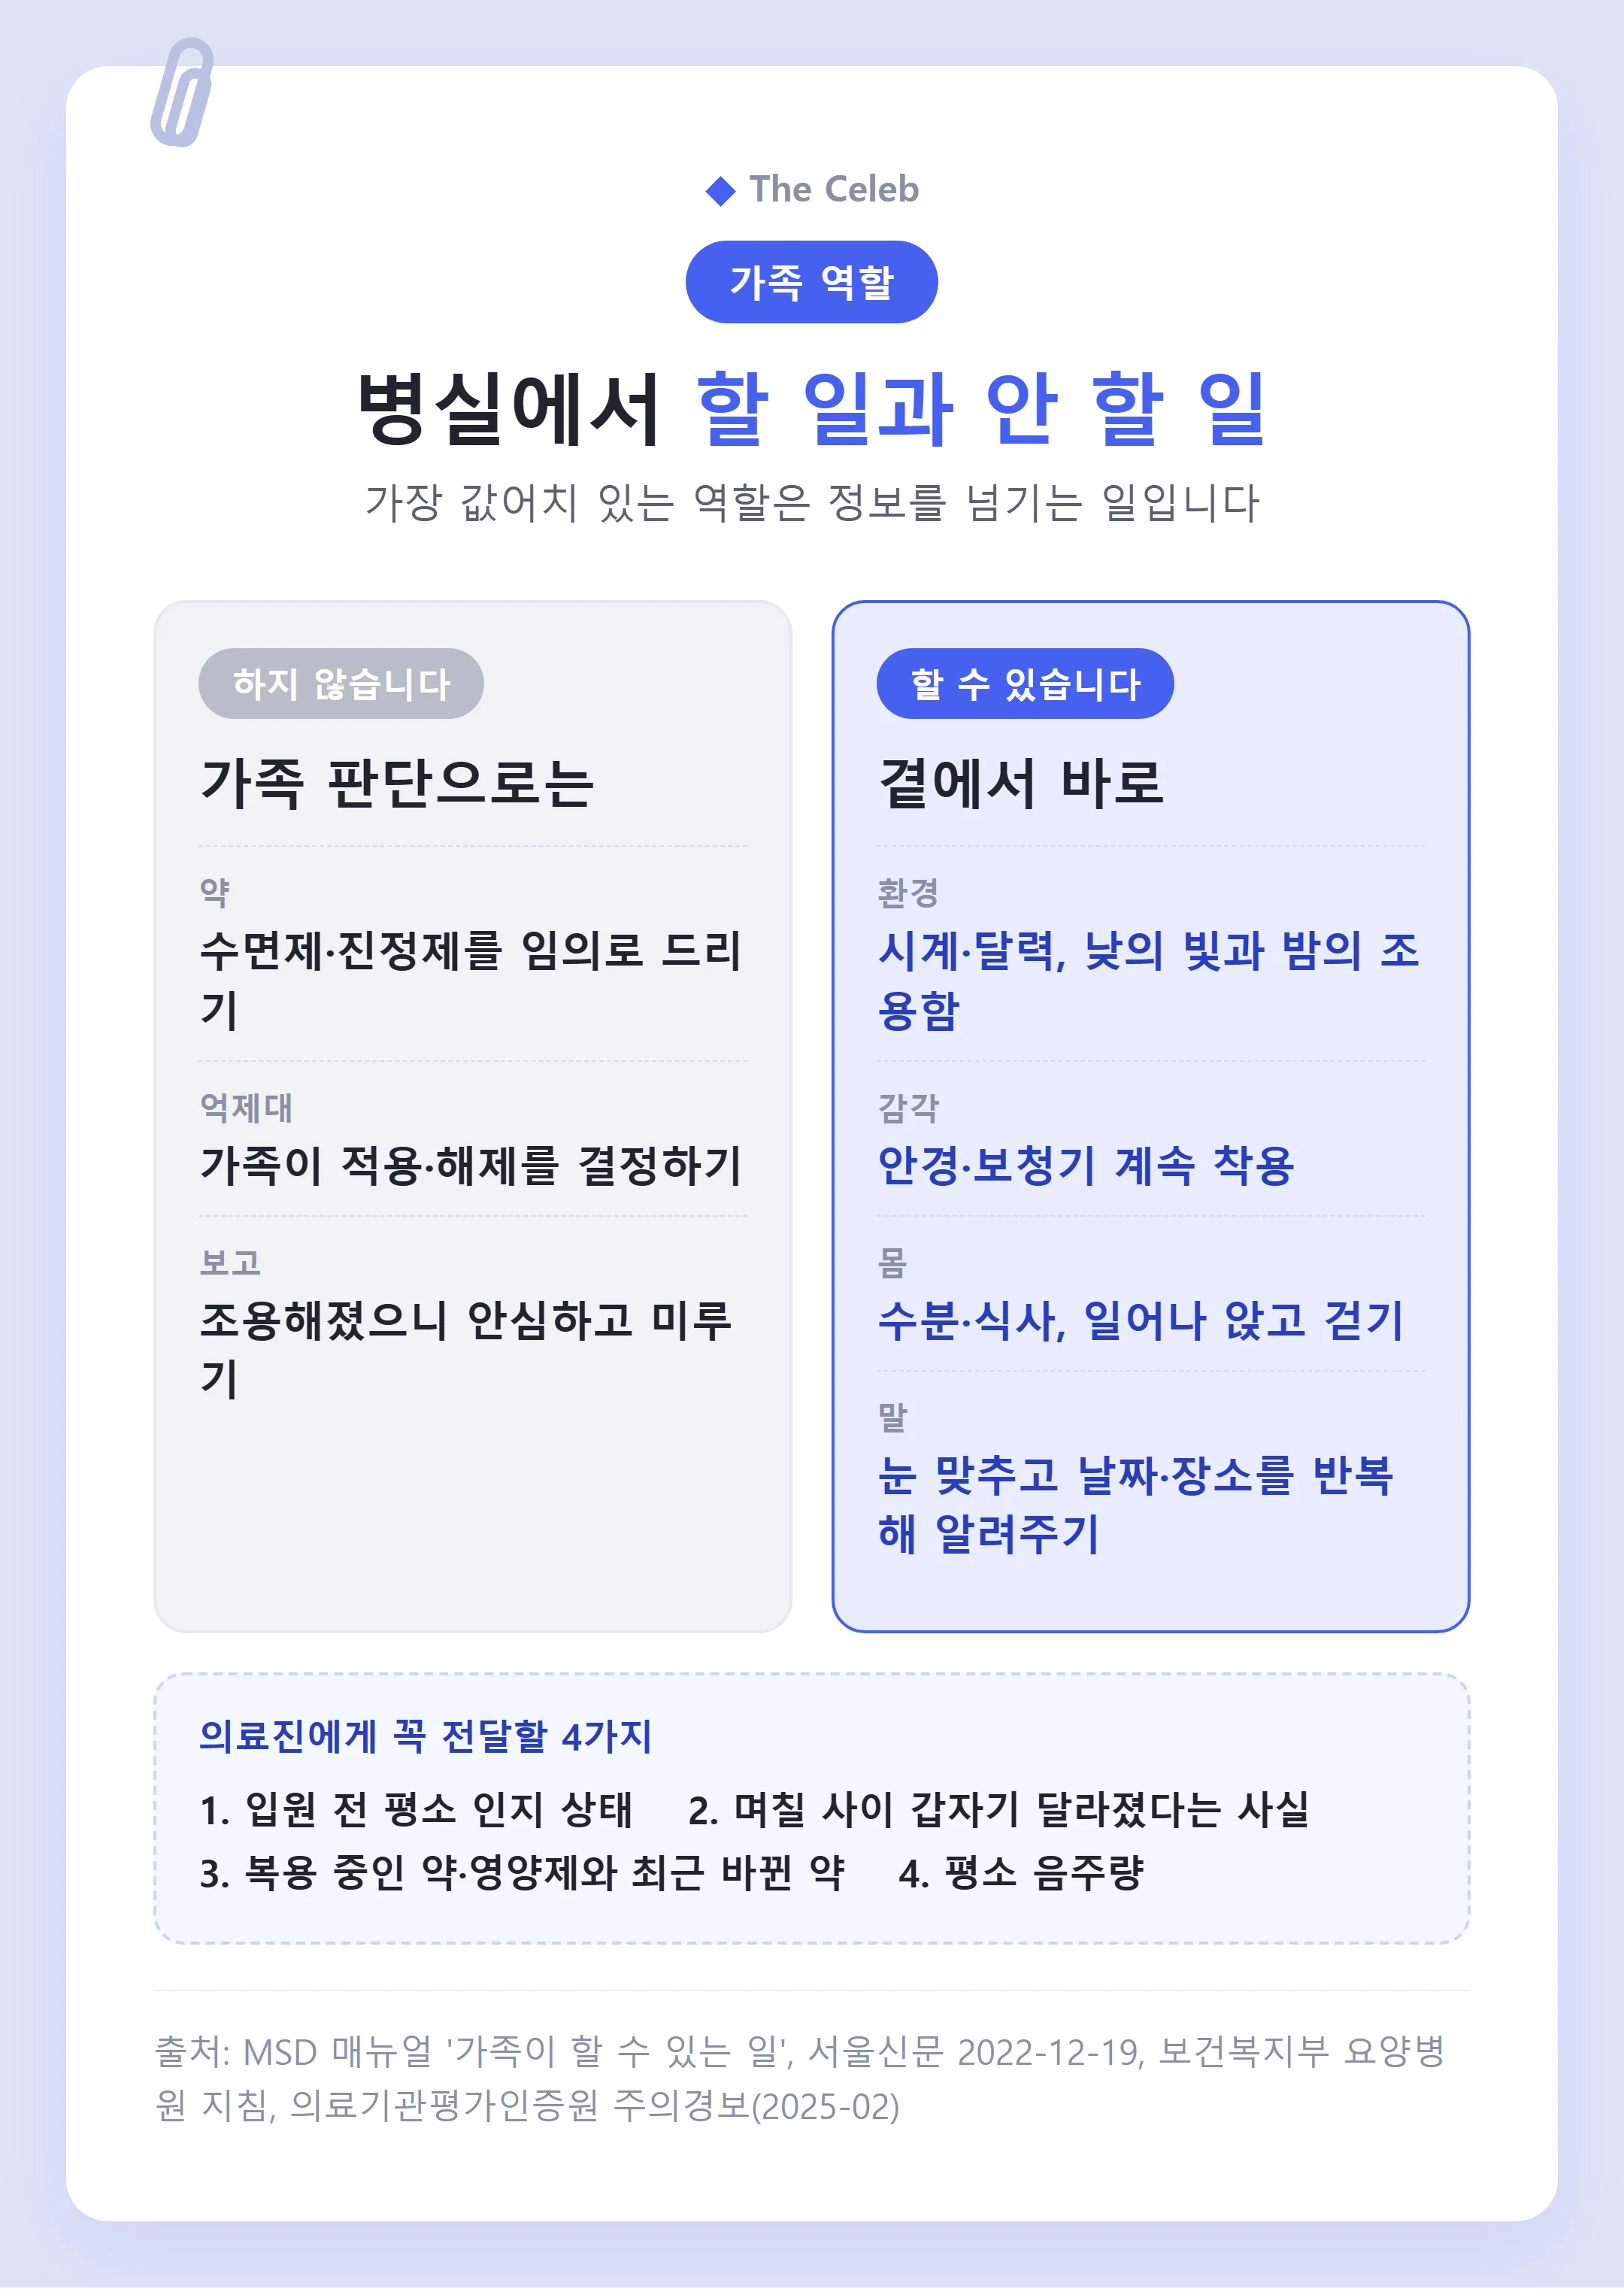 The Celeb
가족 역할
병실에서 할 일과 안 할 일
가장 값어치 있는 역할은 정보를 넘기는 일입니다
하지 않습니다
가족 판단으로는
약
수면제·진정제를 임의로 드리
기
억제대
가족이 적용·해제를 결정하기
보고
조용해졌으니 안심하고 미루
기
할 수 있습니다
곁에서 바로
환경
시계·달력, 낮의 빛과 밤의 조
용함
감각
안경·보청기 계속 착용
몸
수분·식사, 일어나 앉고 걷기
말
눈 맞추고 날짜·장소를 반복
해 알려주기
의료진에게 꼭 전달할 4가지
1. 입원 전 평소 인지 상태 2. 며칠 사이 갑자기 달라졌다는 사실
3. 복용 중인 약·영양제와 최근 바뀐 약 4. 평소 음주량
출처: MSD 매뉴얼 '가족이 할 수 있는 일', 서울신문 2022-12-19, 보건복지부 요양병
원 지침, 의료기관평가인증원 주의경보(2025-02)